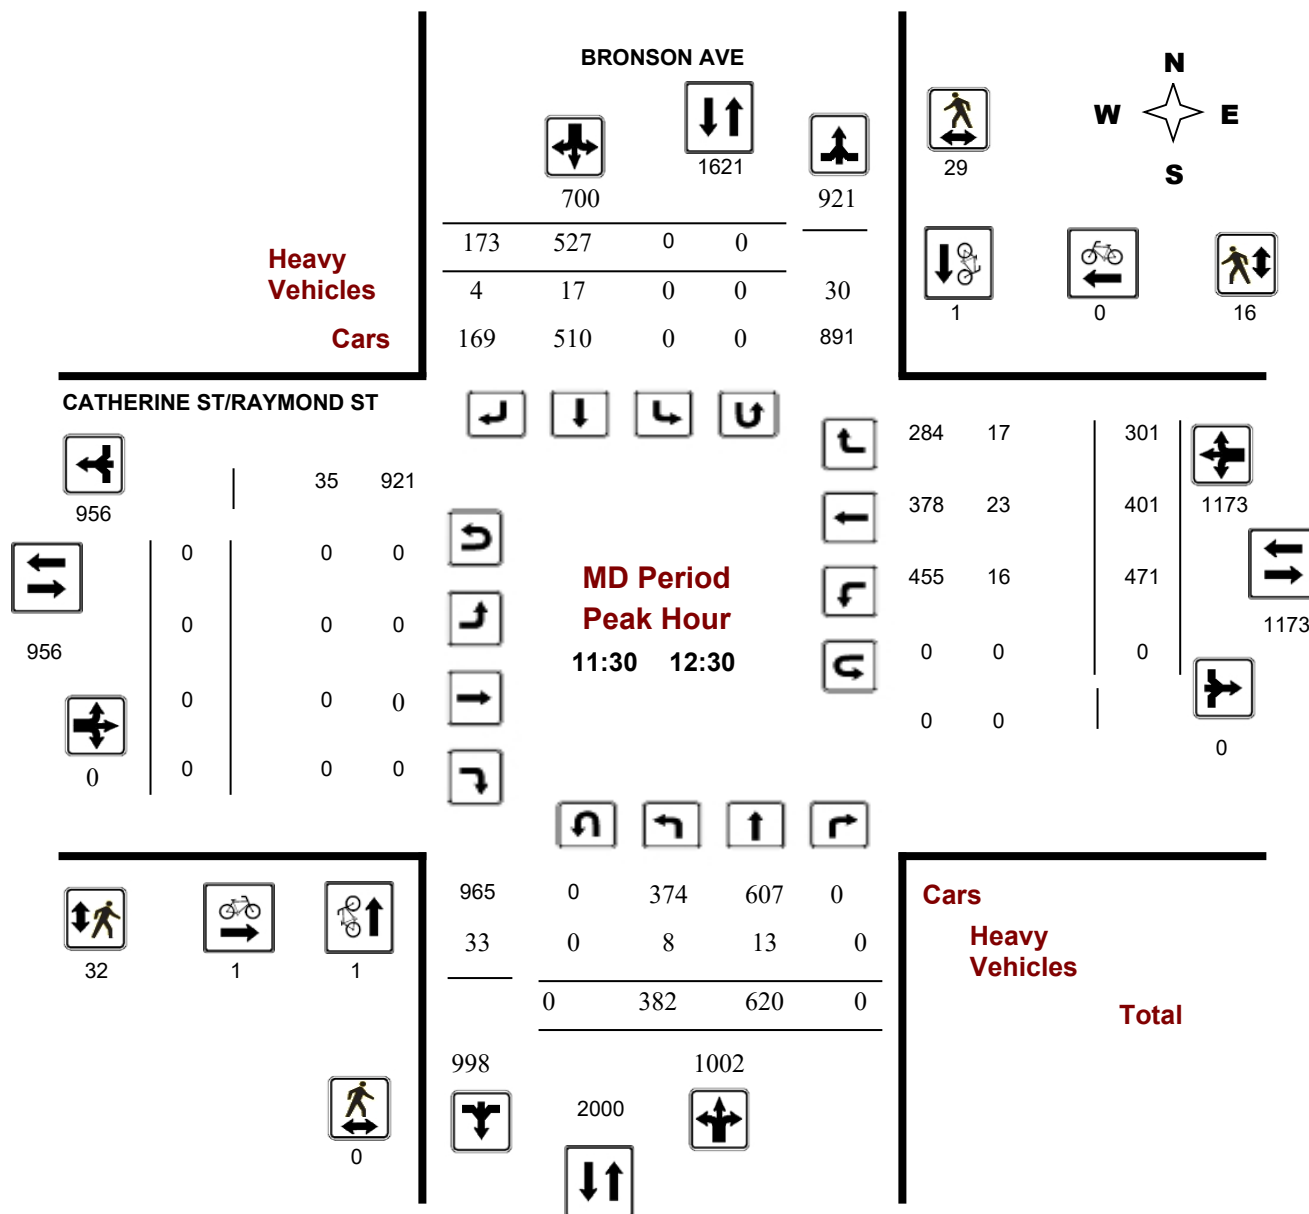 BRONSON AVE
N
W E
S
1621
29
700 921
173 527 0 0
Heavy
Vehicles
4 17 0 0 30
1 0 16
Cars 169 510 0 0 891
CATHERINE ST/RAYMOND ST
284 17 301
35 921
956
378 23 401 1173
0 0 0
MD Period
455 16 471
Peak Hour
0 0 0
1173
956
11:30 12:30
0 0 0
0 0 0
0 0
0
0
0 0 0
965 0 374 607 0
Cars
33 0 8 13 0
Heavy
Vehicles
32 1 1
0 382 620 0
Total
998 1002
2000
0